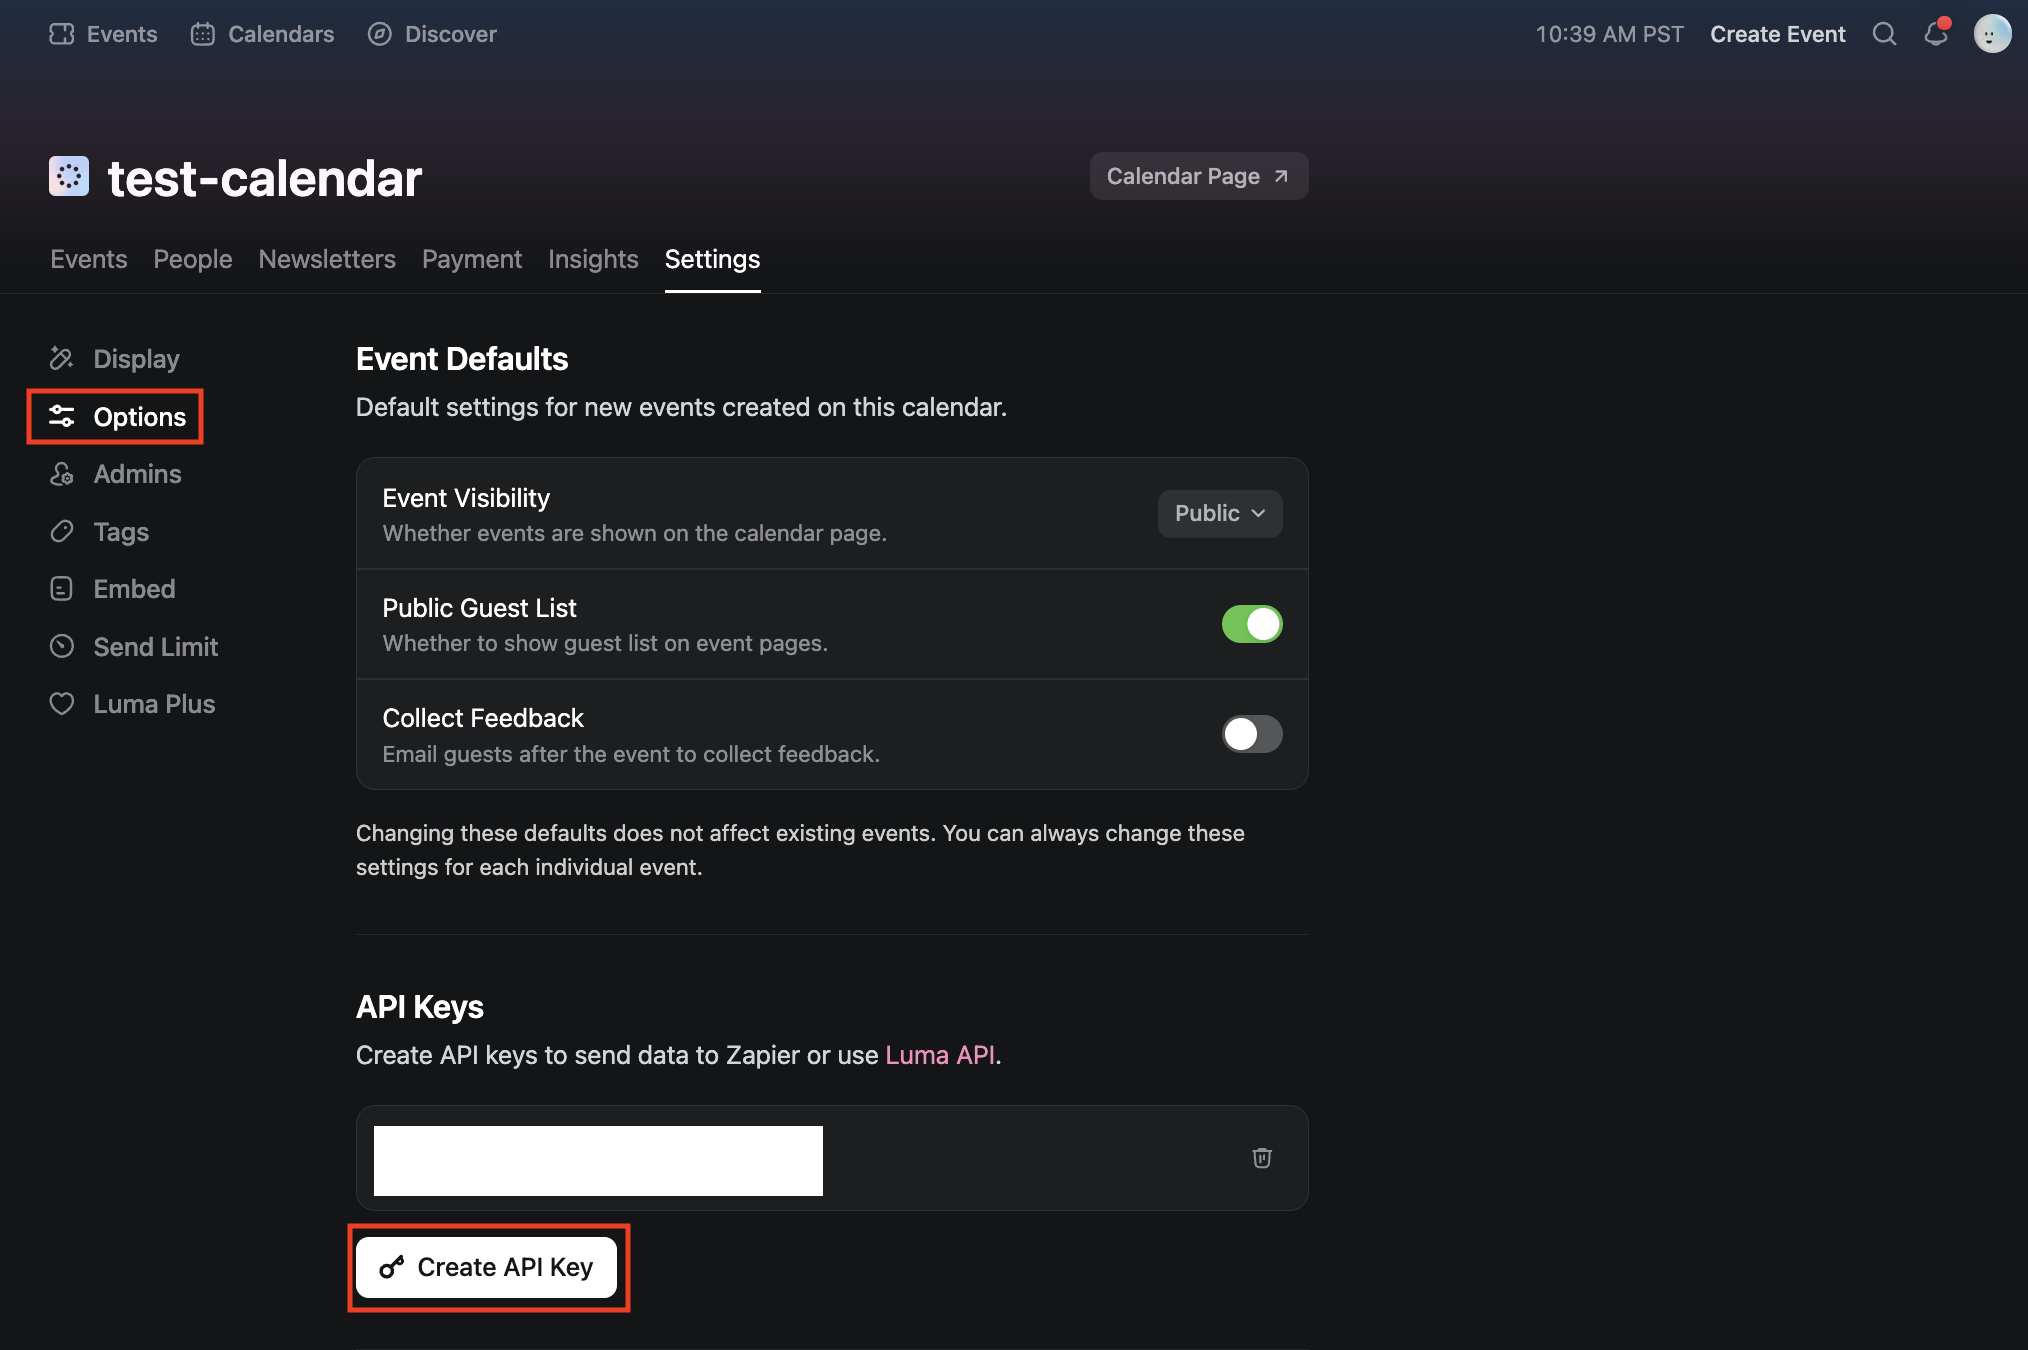 Events Calendars Discover 10:39 AM PST Create Event
test-calendar Calendar Page
Events People Newsletters Payment Insights Settings
Display
Options
Admins
Tags
Embed
Send Limit
Luma Plus
Event Defaults
Default settings for new events created on this calendar.
Event Visibility
Whether events are shown on the calendar page.
Public
Public Guest List
Whether to show guest list on event pages.
Collect Feedback
Email guests after the event to collect feedback.
Changing these defaults does not affect existing events. You can always change these
settings for each individual event.
API Keys
Create API keys to send data to Zapier or use Luma API.
Create API Key